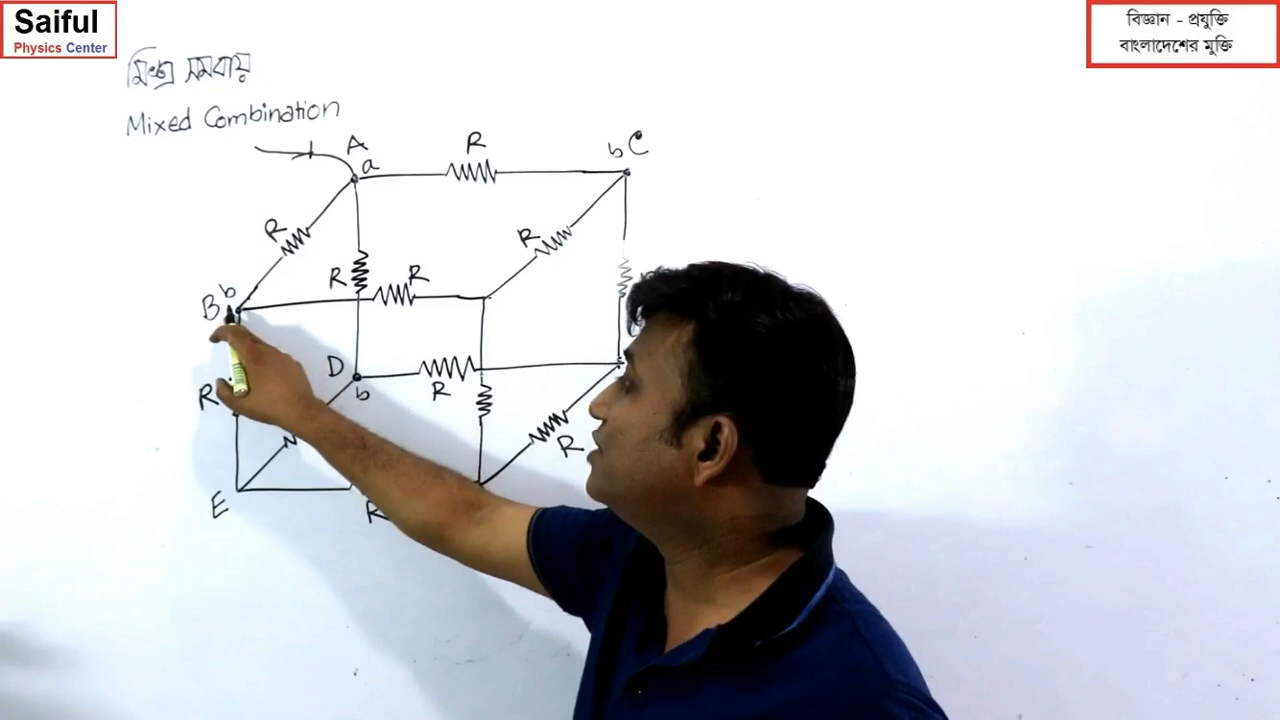 Saiful
Physics Center
বিজ্ঞান - প্রযুক্তি
বাংলাদেশের মুক্তি
মিশ্র সমবায়
Mixed Combination
A
a
R
b C
R
R
R
R
B b
D
b
R
R
R
E
R